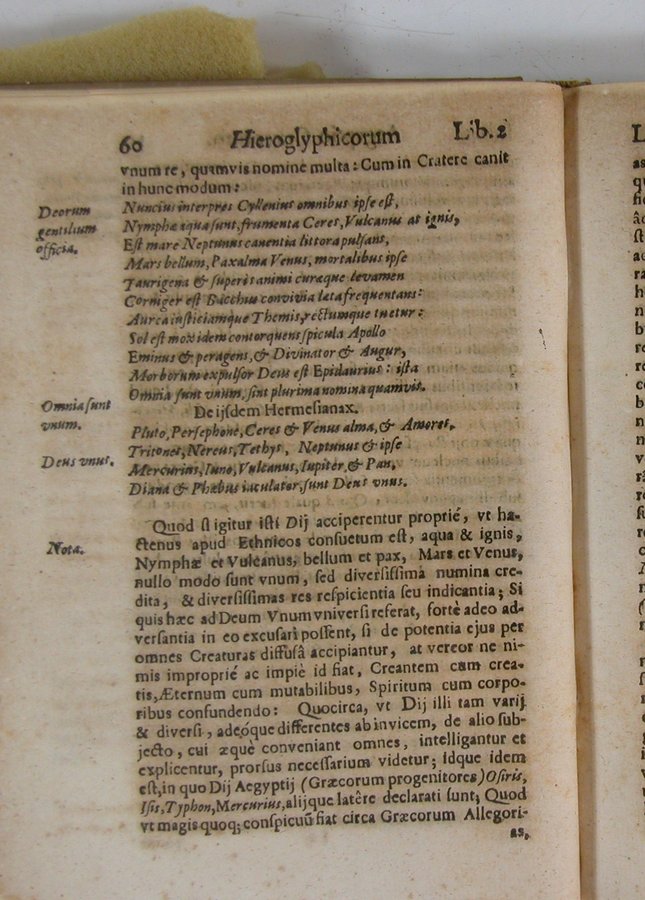 60 Hieroglyphicorum Lib. 2
vnum re, quamvis nomine multa: Cum in Cratere canit
in hunc modum:
Deorum
gentilium
officia.
Nuncius interpres Cyllenius omnibus ipse est,
Nymphæ aqua sunt, frumenta Ceres, Vulcanus at ignis,
Est mare Neptunus canentia littora pulsans,
Mars bellum, Pax alma Venus, mortalibus ipse
Taurigena & superis animi curæque levamen
Corniger est Bacchus convivia læta frequentans:
Aurea iusticiamque Themis, rectumque tuetur:
Sol est mox idem contorquens spicula Apollo
Eminus & peragens, & Divinator & Augur,
Morborum expulsor Deus est Epidaurius: ista
Omnia sunt vnum, sint plurima nomina quamvis.
Omnia sunt
vnum.
De ijsdem Hermesianax.
Pluto, Persephone, Ceres & Venus alma, & Amores,
Tritones, Nereus, Tethys, Neptunus & ipse
Deus vnus.
Mercurius, Iuno, Vulcanus, Iupiter, & Pan,
Diana & Phœbus iaculator, sunt Deus vnus.
Quod si igitur isti Dij acciperentur proprié, vt ha-
Nota.
ctenus apud Ethnicos consuetum est, aqua & ignis,
Nymphæ et Vulcanus, bellum et pax, Mars et Venus,
nullo modo sunt vnum, sed diversissima numina cre-
dita, & diversissimas res respicientia seu indicantia; Si
quis hæc ad Deum Vnum vniversi referat, fortè adeo ad-
versantia in eo excusari possent, si de potentia ejus per
omnes Creaturas diffusâ accipiantur, at vereor ne ni-
mis improprié ac impiè id fiat, Creantem cum crea-
tis, Æternum cum mutabilibus, Spiritum cum corpo-
ribus confundendo: Quocirca, vt Dij illi tam varij
& diversi, adeóque differentes ab invicem, de alio sub-
jecto, cui æquè conveniant omnes, intelligantur et
explicentur, prorsus necessarium videtur; Idque idem
est, in quo Dij Aegyptij (Græcorum progenitores) Osiris,
Isis, Typhon, Mercurius, alijque latêre declarati sunt; Quod
vt magis quoq; conspicuũ fiat circa Græcorum Allegori-
as,